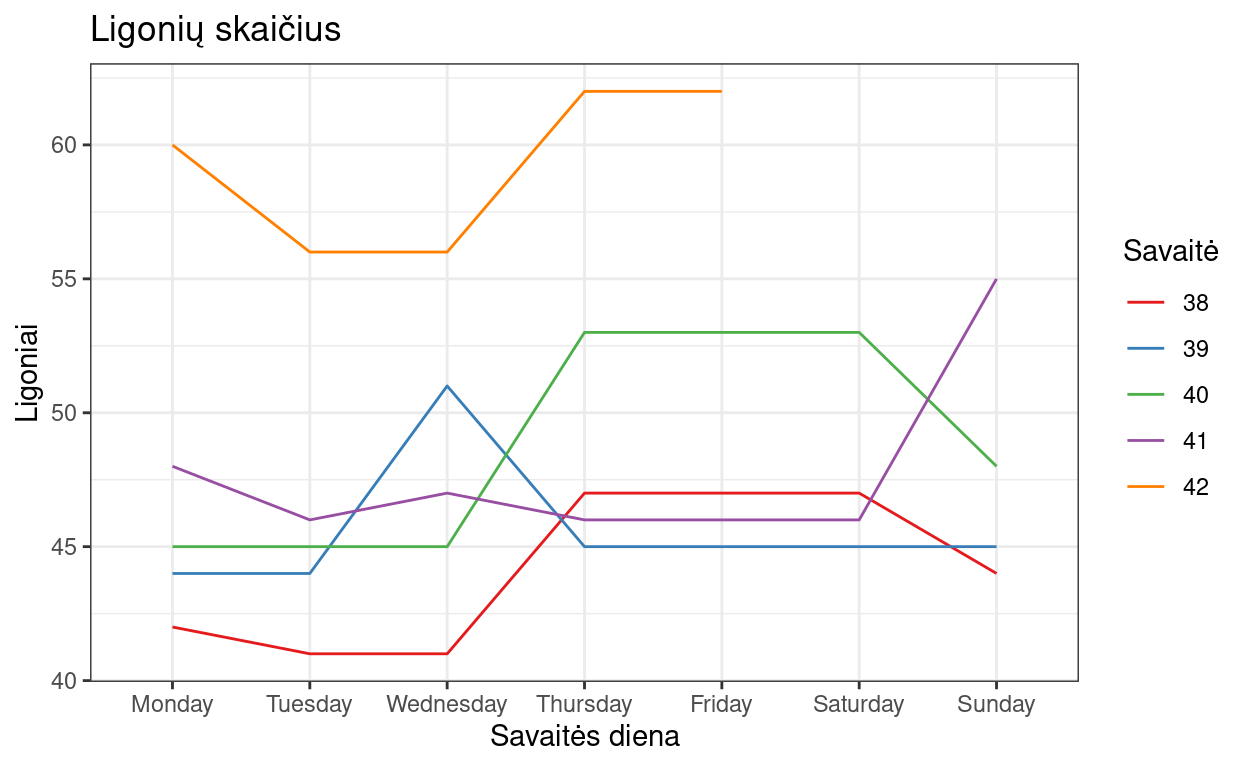 Ligonių skaičius
Ligoniai
60
55
50
45
40
Monday Tuesday Wednesday Thursday Friday Saturday Sunday
Savaitės diena
Savaitė
38
39
40
41
42